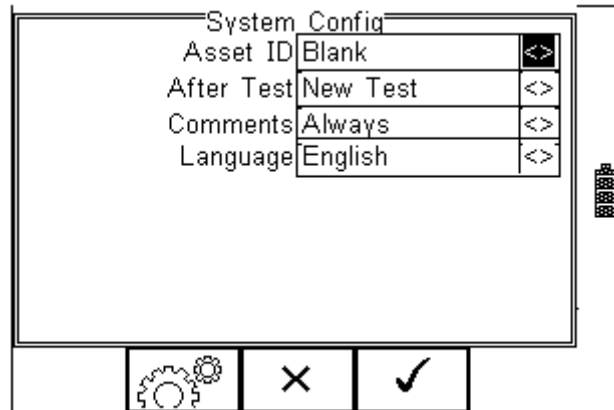 System Config
Asset ID Blank <>
After Test New Test <>
Comments Always <>
Language English <>